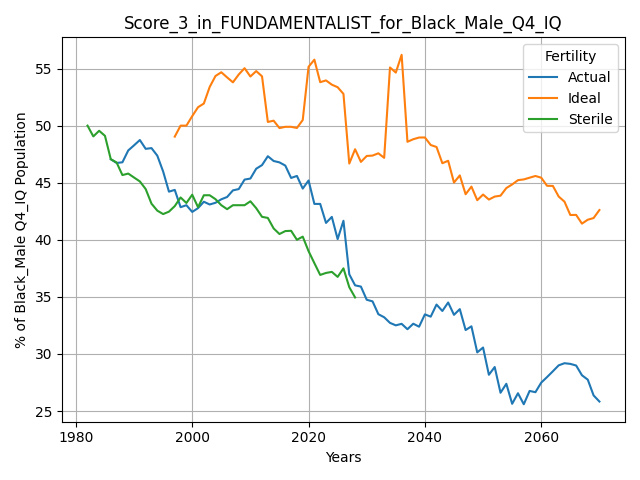 Score_3_in_FUNDAMENTALIST_for_Black_Male_Q4_IQ
Fertility
Actual
Ideal
Sterile
% of Black_Male Q4_IQ Population
55
50
45
40
35
30
25
1980
2000
2020
2040
2060
Years